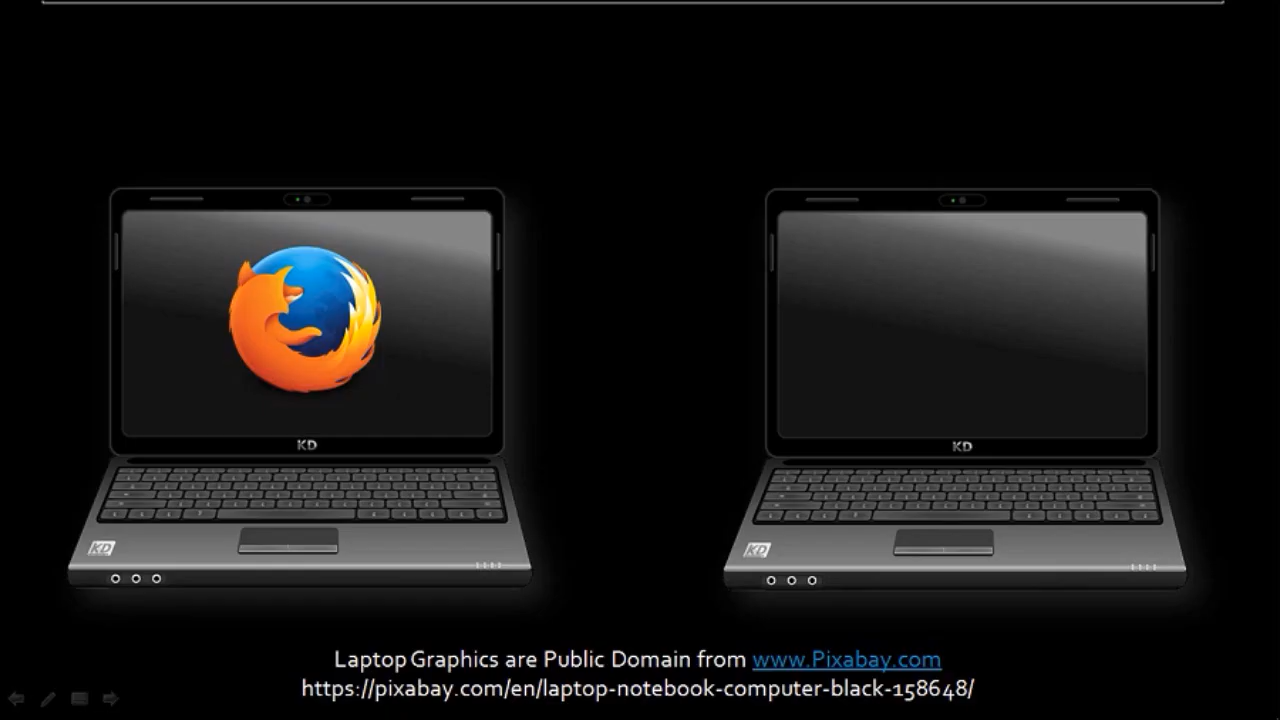 KD
KD
KD
KD
Laptop Graphics are Public Domain from www.Pixabay.com
https://pixabay.com/en/laptop-notebook-computer-black-158648/